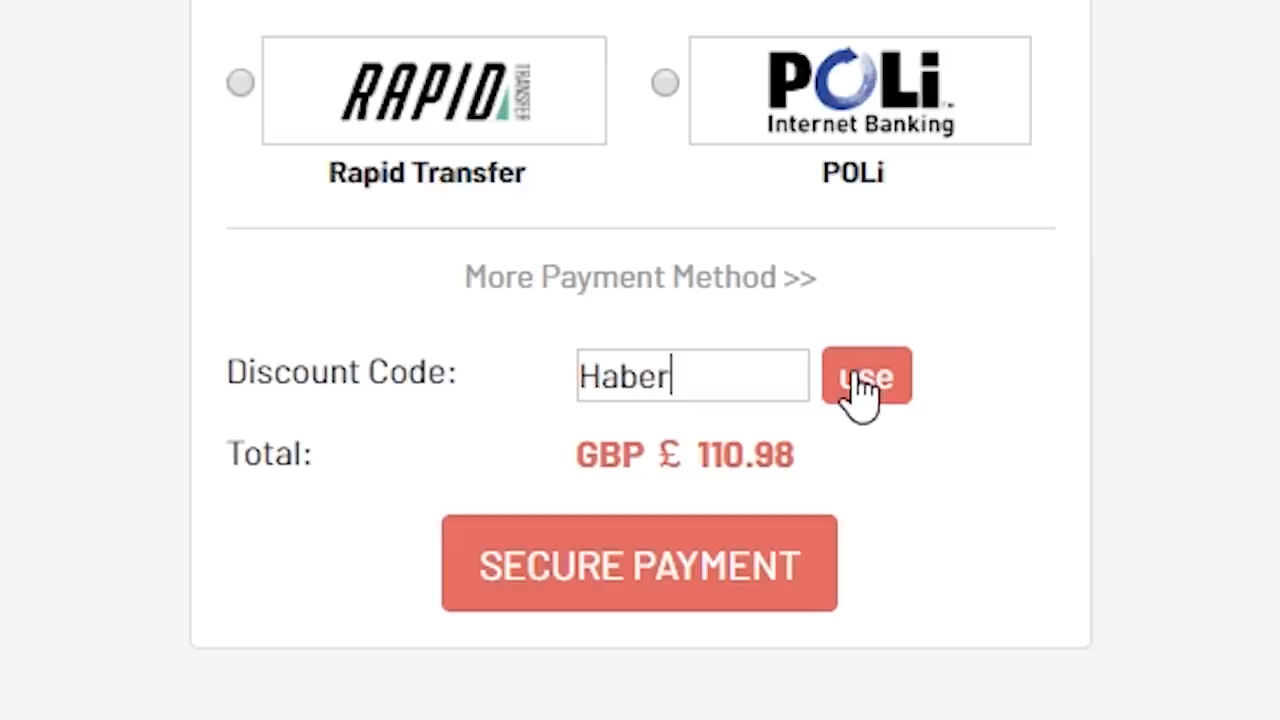 RAPID TRANSFER
POLi
Internet Banking
Rapid Transfer
POLi
More Payment Method >>
Discount Code:
Haber
use
Total:
GBP £ 110.98
SECURE PAYMENT